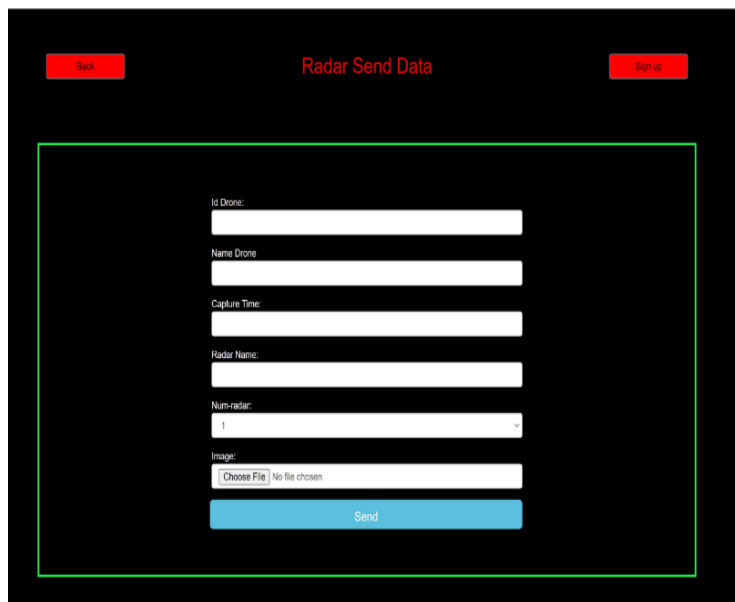 Back
Radar Send Data
Sign up
Id Drone:
Name Drone
Capture Time:
Radar Name:
Num-radar:
1
Image:
Choose File No file chosen
Send